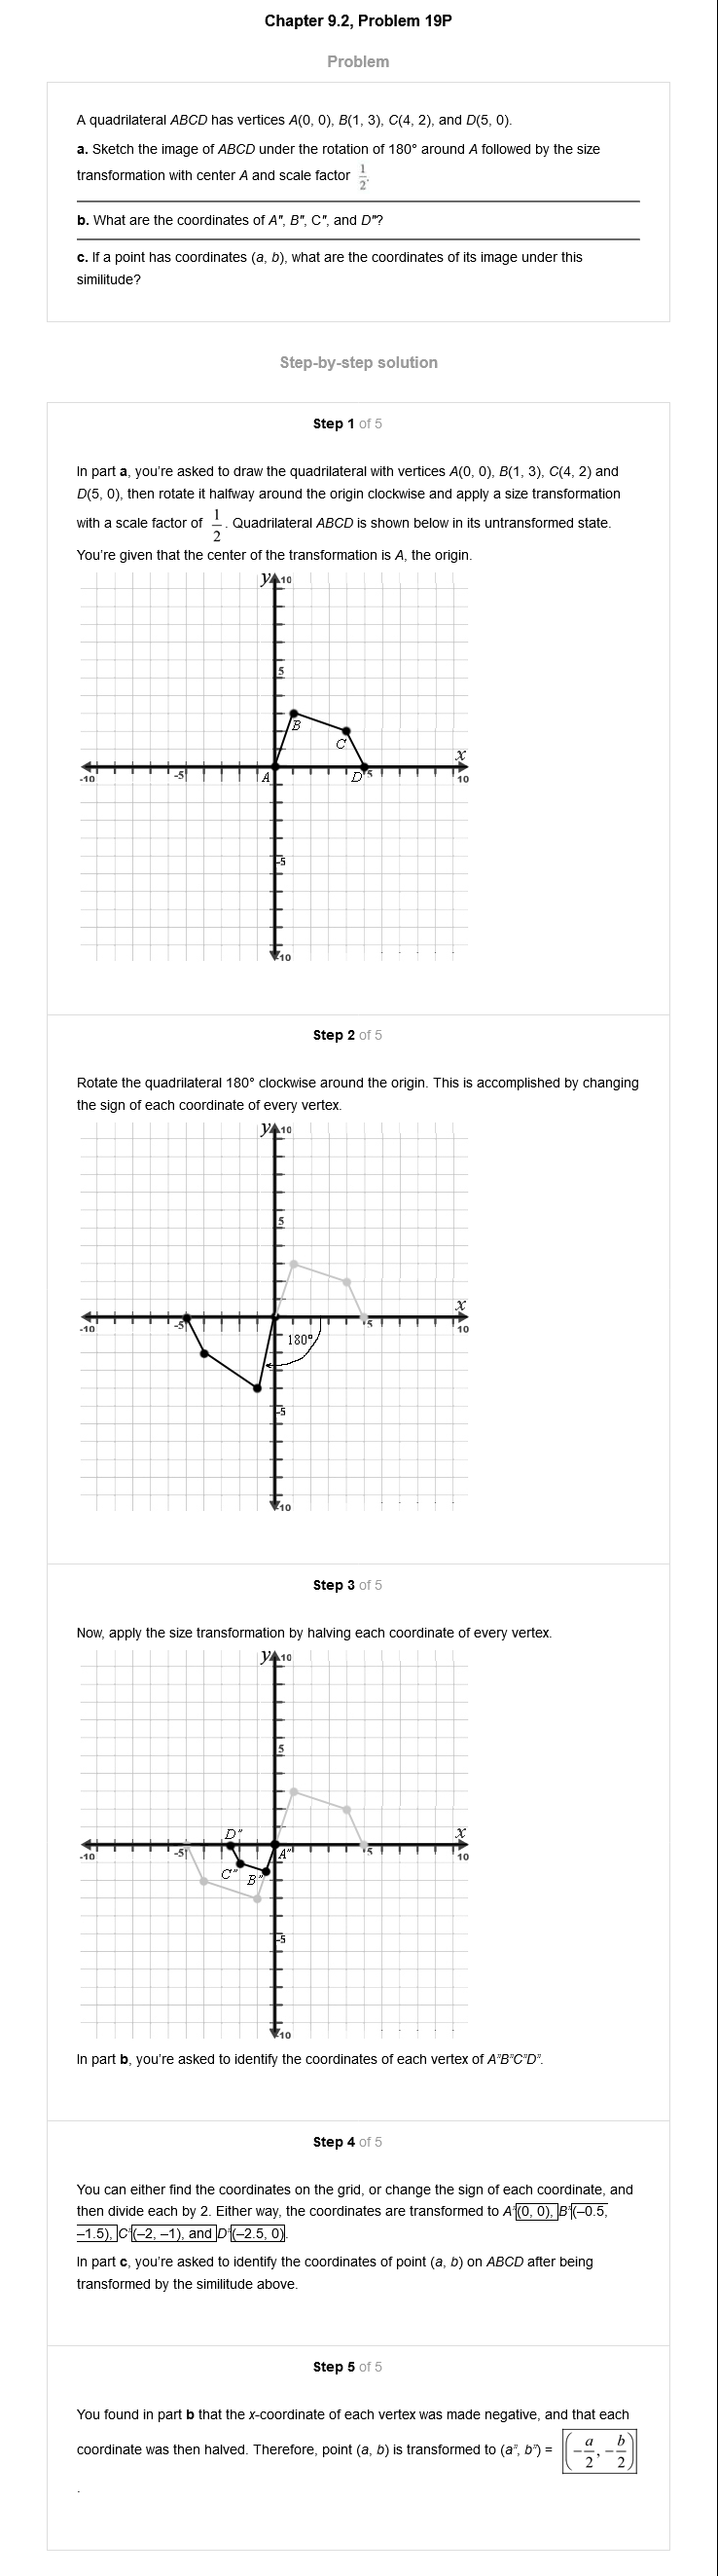 Chapter 9.2, Problem 19P
Problem
A quadrilateral ABCD has vertices A(0, 0), B(1, 3), C(4, 2), and D(5, 0).
a. Sketch the image of ABCD under the rotation of 180° around A followed by the size
transformation with center A and scale factor 1/2.
b. What are the coordinates of A″, B″, C″, and D″?
c. If a point has coordinates (a, b), what are the coordinates of its image under this
similitude?
Step-by-step solution
Step 1 of 5
In part a, you're asked to draw the quadrilateral with vertices A(0, 0), B(1, 3), C(4, 2) and
D(5, 0), then rotate it halfway around the origin clockwise and apply a size transformation
with a scale factor of 1/2. Quadrilateral ABCD is shown below in its untransformed state.
You're given that the center of the transformation is A, the origin.
y 10
5
B
C
x
-10 -5 A D 5 10
-5
-10
Step 2 of 5
Rotate the quadrilateral 180° clockwise around the origin. This is accomplished by changing
the sign of each coordinate of every vertex.
y 10
5
x
-10 -5 5 10
180°
-5
-10
Step 3 of 5
Now, apply the size transformation by halving each coordinate of every vertex.
y 10
5
D″ x
-10 -5 A″ 5 10
C″ B″
-5
-10
In part b, you're asked to identify the coordinates of each vertex of A″B″C″D″.
Step 4 of 5
You can either find the coordinates on the grid, or change the sign of each coordinate, and
then divide each by 2. Either way, the coordinates are transformed to A″(0, 0), B″(–0.5,
–1.5), C″(–2, –1), and D″(–2.5, 0).
In part c, you're asked to identify the coordinates of point (a, b) on ABCD after being
transformed by the similitude above.
Step 5 of 5
You found in part b that the x-coordinate of each vertex was made negative, and that each
coordinate was then halved. Therefore, point (a, b) is transformed to (a″, b″) = (-a/2, -b/2)
.